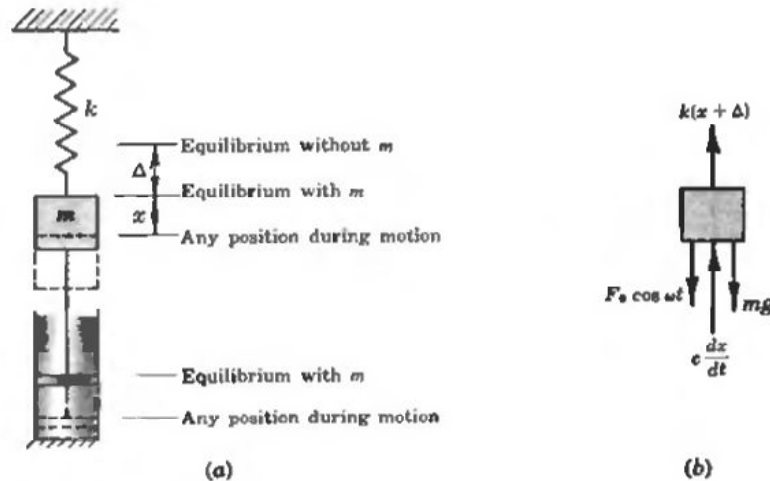 k
k(x + Δ)
Equilibrium without m
Δ
Equilibrium with m
m
x
Any position during motion
F₀ cos ωt
mg
c dx/dt
Equilibrium with m
Any position during motion
(a)
(b)